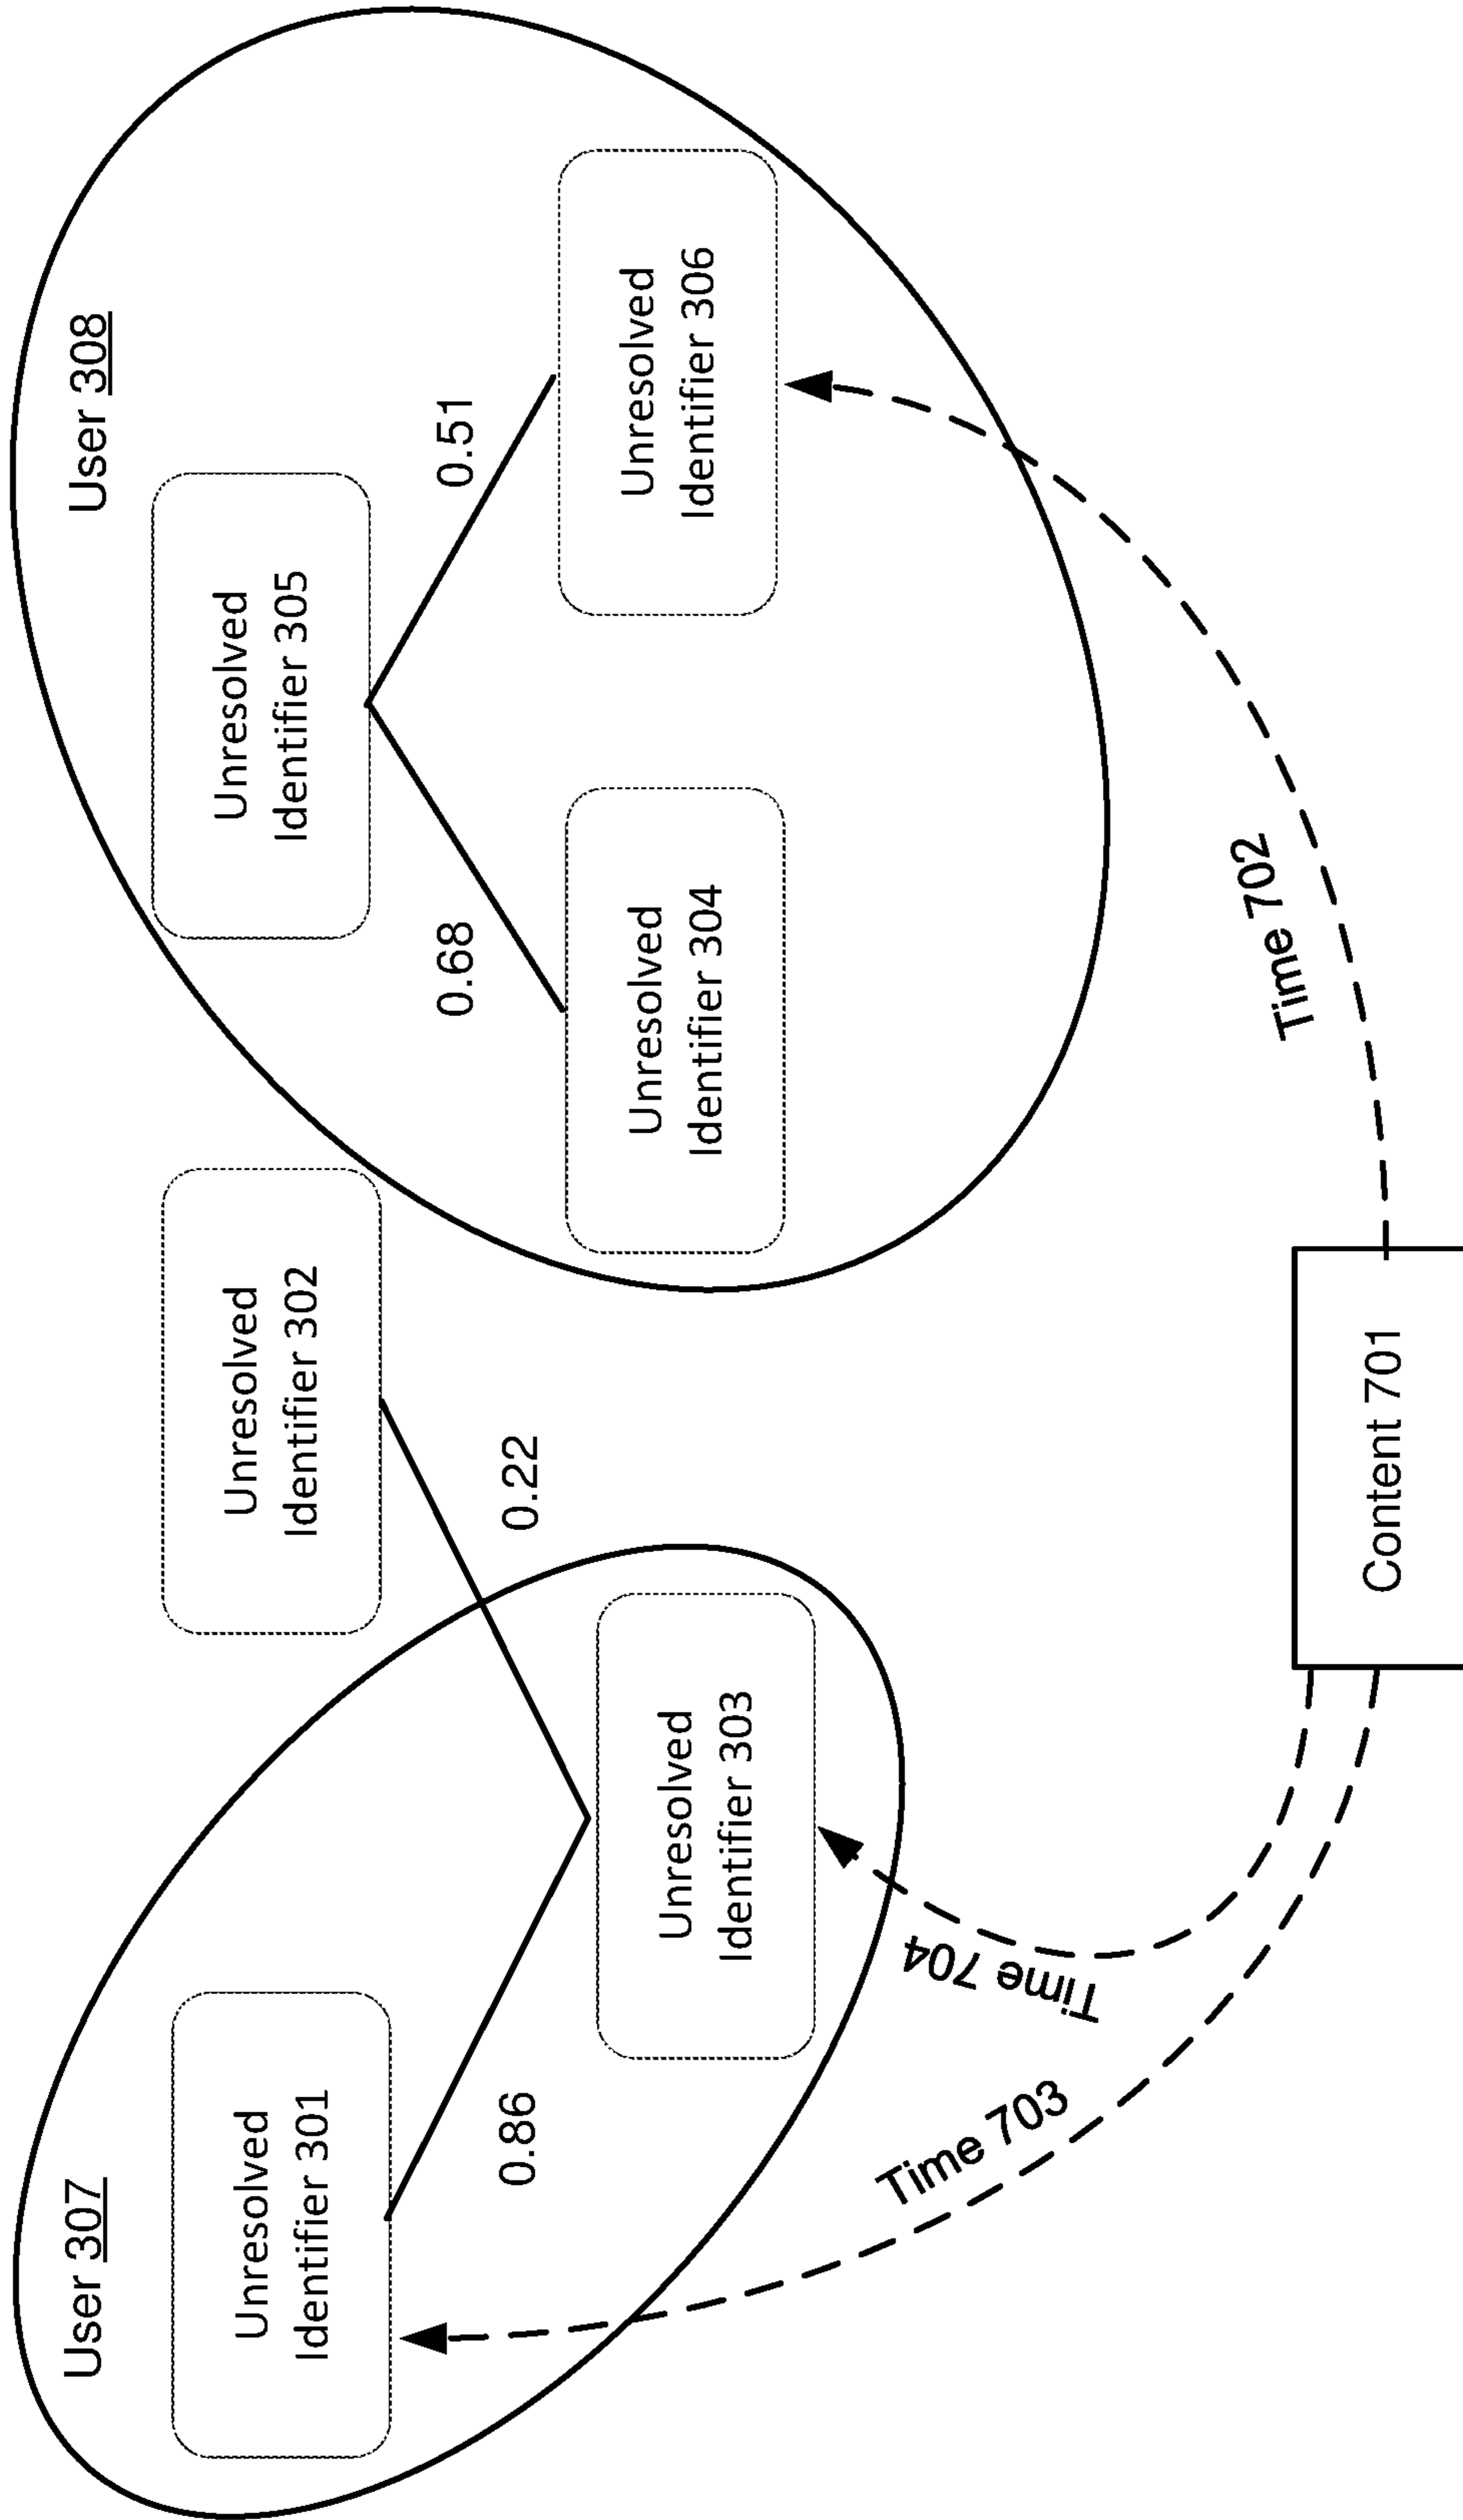 User 307
User 308
Unresolved
Identifier 301
Unresolved
Identifier 302
Unresolved
Identifier 305
0.86
0.22
0.68
0.51
Unresolved
Identifier 303
Unresolved
Identifier 304
Unresolved
Identifier 306
Time 703
Time 704
Time 702
Content 701